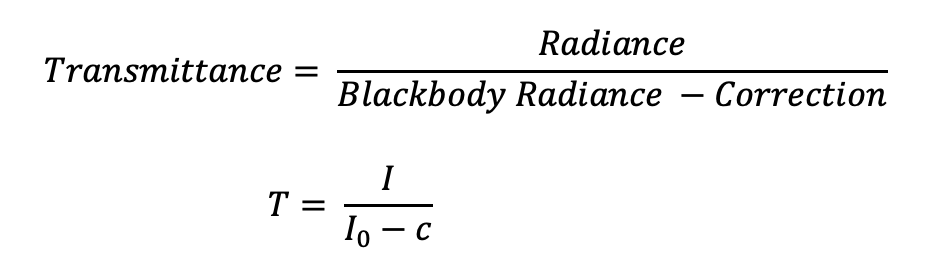 Transmittance = Radiance / Blackbody Radiance − Correction
T = I / I₀ − c